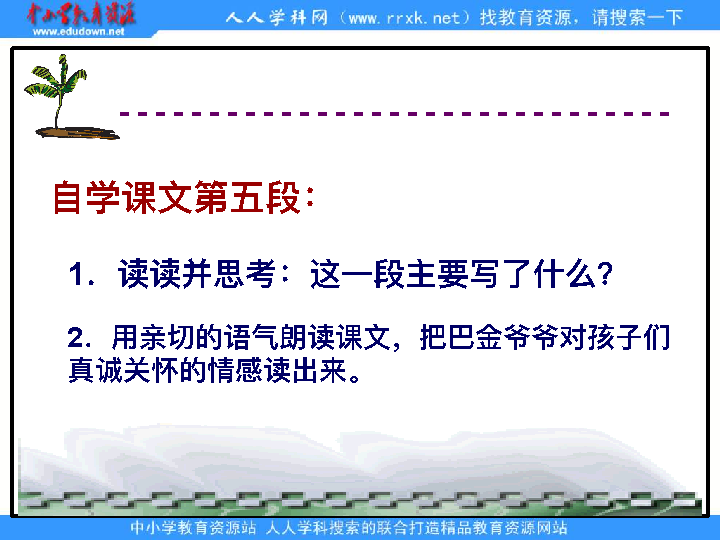 中小学教育资源
www.edudown.net
人人学科网（www.rrxk.net）找教育资源，请搜索一下
自学课文第五段：
1．读读并思考：这一段主要写了什么？
2．用亲切的语气朗读课文，把巴金爷爷对孩子们
真诚关怀的情感读出来。
中小学教育资源站 人人学科搜索的联合打造精品教育资源网站